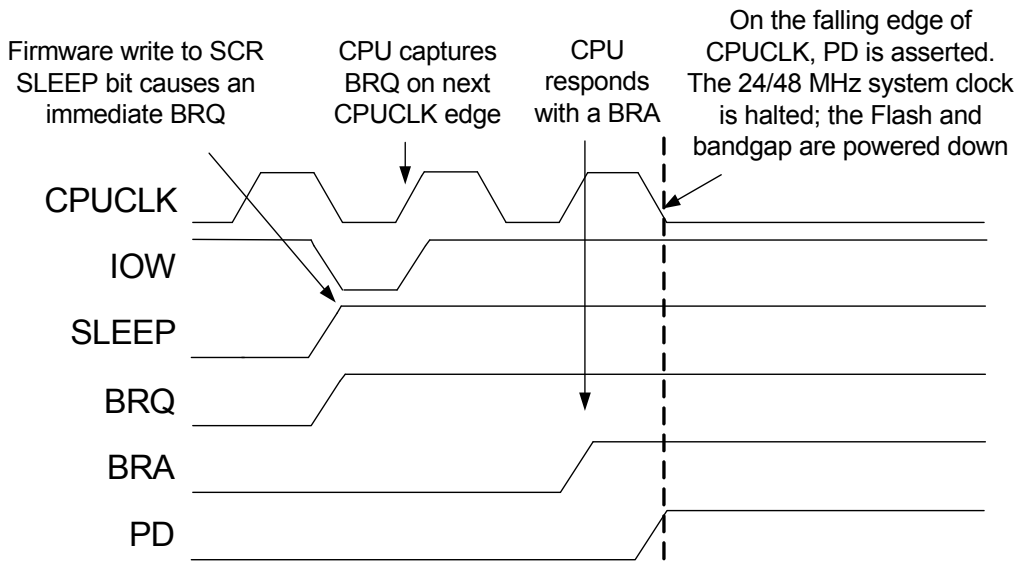 Firmware write to SCR
SLEEP bit causes an
immediate BRQ
CPU captures
BRQ on next
CPUCLK edge
CPU
responds
with a BRA
On the falling edge of
CPUCLK, PD is asserted.
The 24/48 MHz system clock
is halted; the Flash and
bandgap are powered down
CPUCLK
IOW
SLEEP
BRQ
BRA
PD